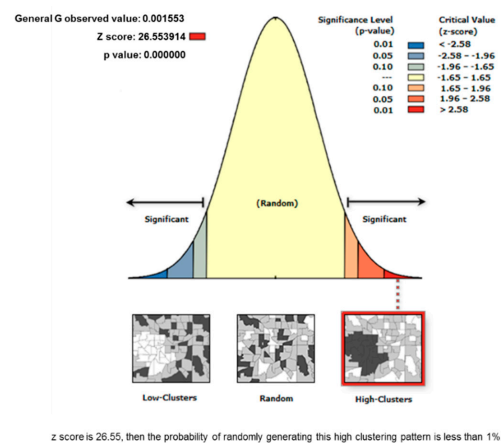 General G observed value: 0.001553
Z score: 26.553914
p value: 0.000000
Significance Level
(p-value)
Critical Value
(z-score)
0.01 < -2.58
0.05 -2.58 - -1.96
0.10 -1.96 - -1.65
--- -1.65 - 1.65
0.10 1.65 - 1.96
0.05 1.96 - 2.58
0.01 > 2.58
Significant
(Random)
Significant
Low-Clusters
Random
High-Clusters
z score is 26.55, then the probability of randomly generating this high clustering pattern is less than 1%